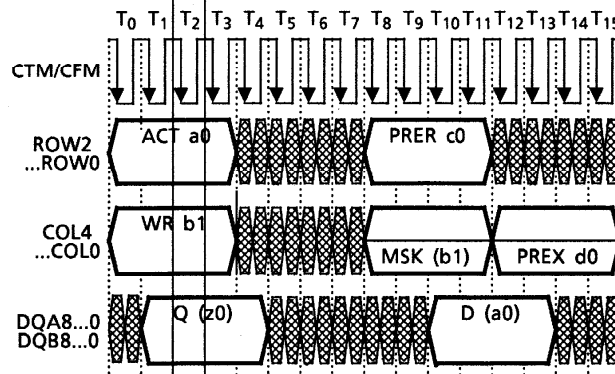 T0 T1 T2 T3 T4 T5 T6 T7 T8 T9 T10 T11 T12 T13 T14 T15
CTM/CFM
ROW2
...ROW0
ACT a0
PRER c0
COL4
...COL0
WR b1
MSK (b1)
PREX d0
DQA8...0
DQB8...0
Q (z0)
D (a0)